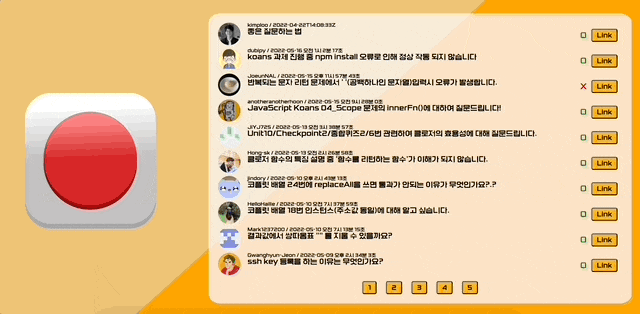 kimploo / 2022-04-22T14:08:33Z
좋은 질문하는 법
O Link
dubipy / 2022-05-16 오전 1시 2분 17초
koans 과제 진행 중 npm install 오류로 인해 정상 작동 되지 않습니다
O Link
JoeunNAL / 2022-05-15 오후 11시 57분 43초
반복되는 문자 리턴 문제에서 ' '(공백하나인 문자열)입력시 오류가 발생합니다.
X Link
anotheranotherhoon / 2022-05-15 오전 9시 28분 0초
JavaScript Koans 04_Scope 문제의 innerFn()에 대하여 질문드립니다!
O Link
JIYJ725 / 2022-05-13 오전 3시 38분 57초
Unit10/Checkpoint2/종합퀴즈2/6번 관련하여 클로저의 효용성에 대해 질문드립니다.
O Link
Hong-sk / 2022-05-13 오전 2시 26분 58초
클로저 함수의 특징 설명 중 '함수를 리턴하는 함수'가 이해가 되지 않습니다.
O Link
jindory / 2022-05-10 오후 2시 43분 13초
코플릿 배열 24번에 replaceAll을 쓰면 통과가 안되는 이유가 무엇인가요?.?
O Link
HelloHailie / 2022-05-10 오전 7시 37분 59초
코플릿 배열 18번 인스턴스(주소값 동일)에 대해 알고 싶습니다.
O Link
Mark1237200 / 2022-05-10 오전 7시 13분 15초
결과값에서 쌍따옴표 "" 를 지울 수 있을까요?
O Link
Gwanghyun-Jeon / 2022-05-09 오후 2시 34분 3초
ssh key 등록을 하는 이유는 무엇인가요?
O Link
1 2 3 4 5